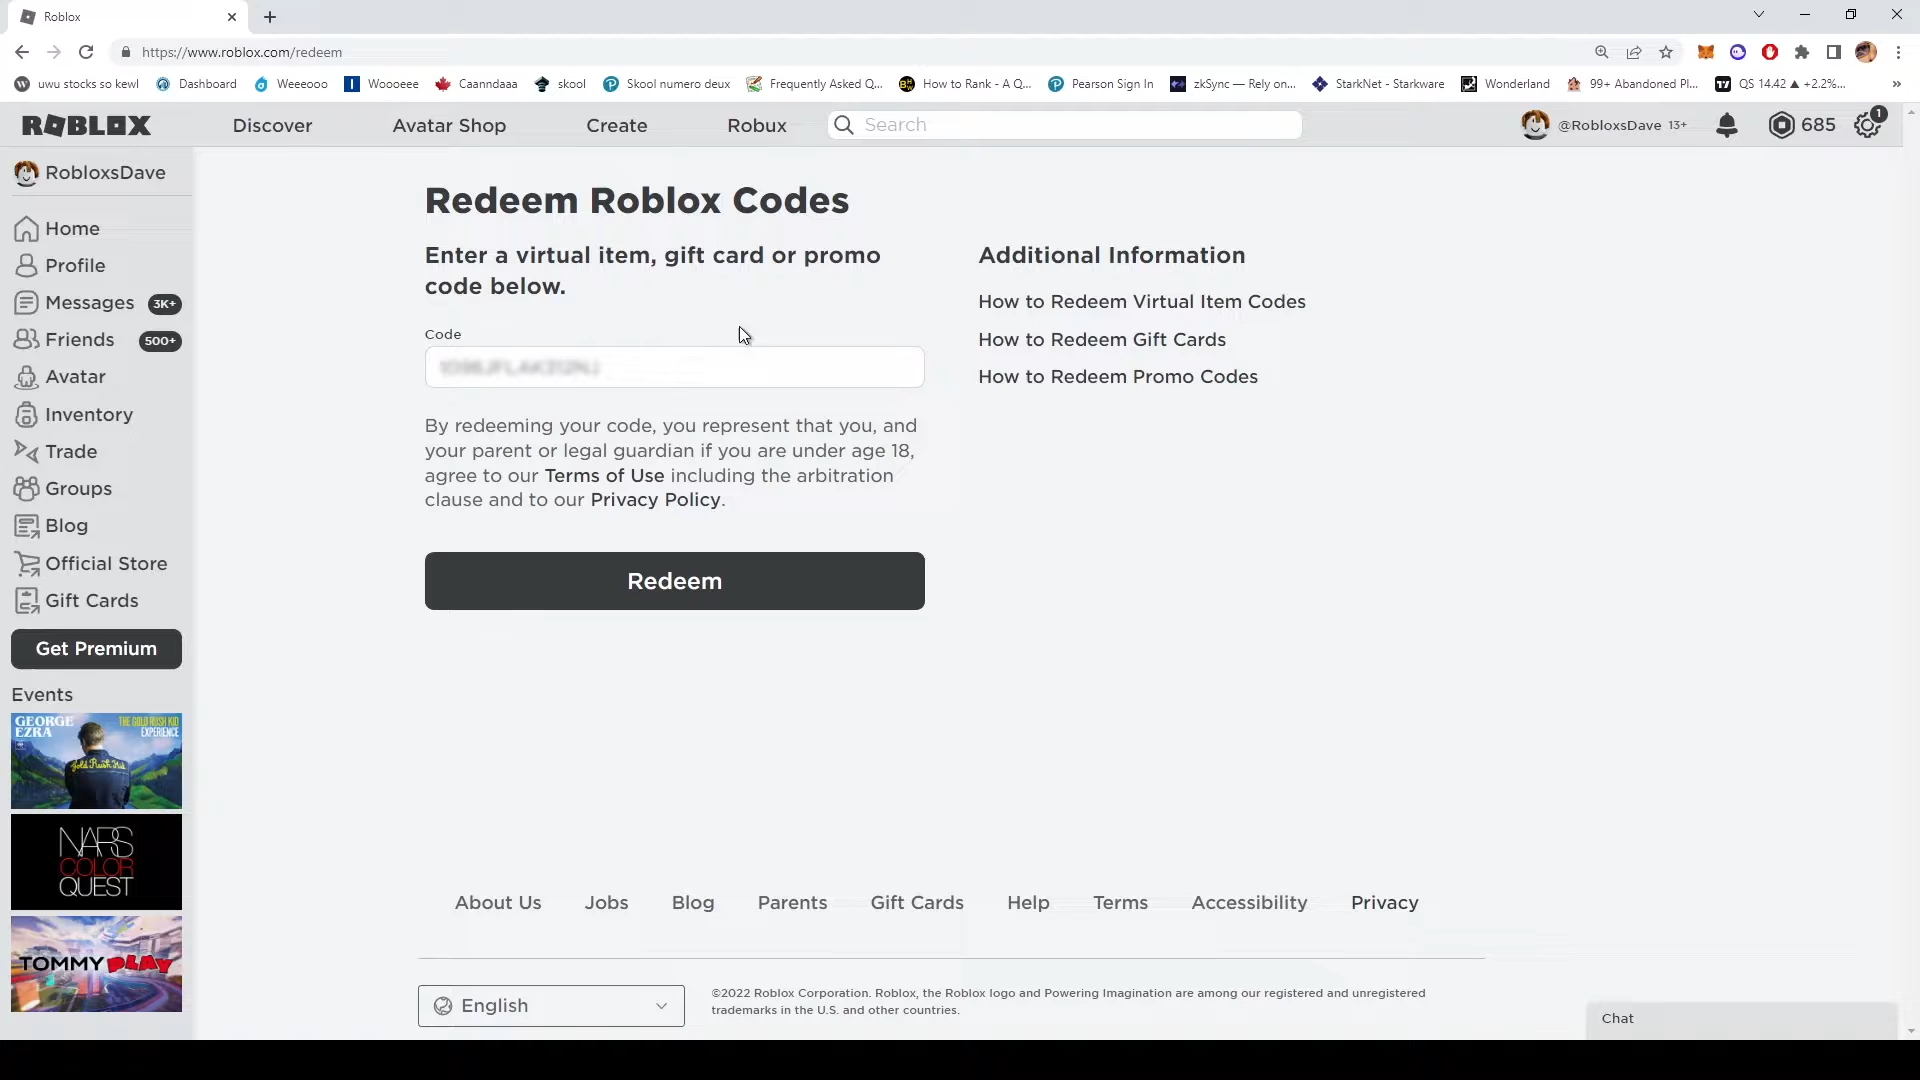 Roblox
https://www.roblox.com/redeem
uwu stocks so kewl
Dashboard
Weeeooo
Woooeee
Caanndaaa
skool
Skool numero deux
Frequently Asked Q...
How to Rank - A Q...
Pearson Sign In
zkSync — Rely on...
StarkNet - Starkware
Wonderland
99+ Abandoned Pl...
QS 14.42 ▲ +2.2%...
ROBLOX
Discover
Avatar Shop
Create
Robux
Search
@RobloxsDave 13+
685
1
RobloxsDave
Home
Profile
Messages 3K+
Friends 500+
Avatar
Inventory
Trade
Groups
Blog
Official Store
Gift Cards
Get Premium
Events
GEORGE
EZRA
THE GOLD RUSH KID
EXPERIENCE
Gold Rush Kid
NARS
COLOR
QUEST
TOMMY PLAY
Redeem Roblox Codes
Enter a virtual item, gift card or promo
code below.
Code
By redeeming your code, you represent that you, and
your parent or legal guardian if you are under age 18,
agree to our Terms of Use including the arbitration
clause and to our Privacy Policy.
Redeem
Additional Information
How to Redeem Virtual Item Codes
How to Redeem Gift Cards
How to Redeem Promo Codes
About Us
Jobs
Blog
Parents
Gift Cards
Help
Terms
Accessibility
Privacy
English
©2022 Roblox Corporation. Roblox, the Roblox logo and Powering Imagination are among our registered and unregistered
trademarks in the U.S. and other countries.
Chat